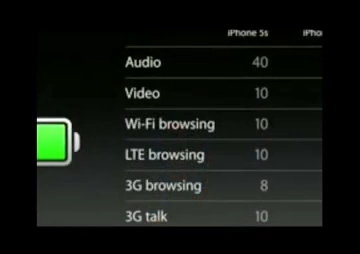 iPhone 5s iPho
Audio 40
Video 10
Wi-Fi browsing 10
LTE browsing 10
3G browsing 8
3G talk 10